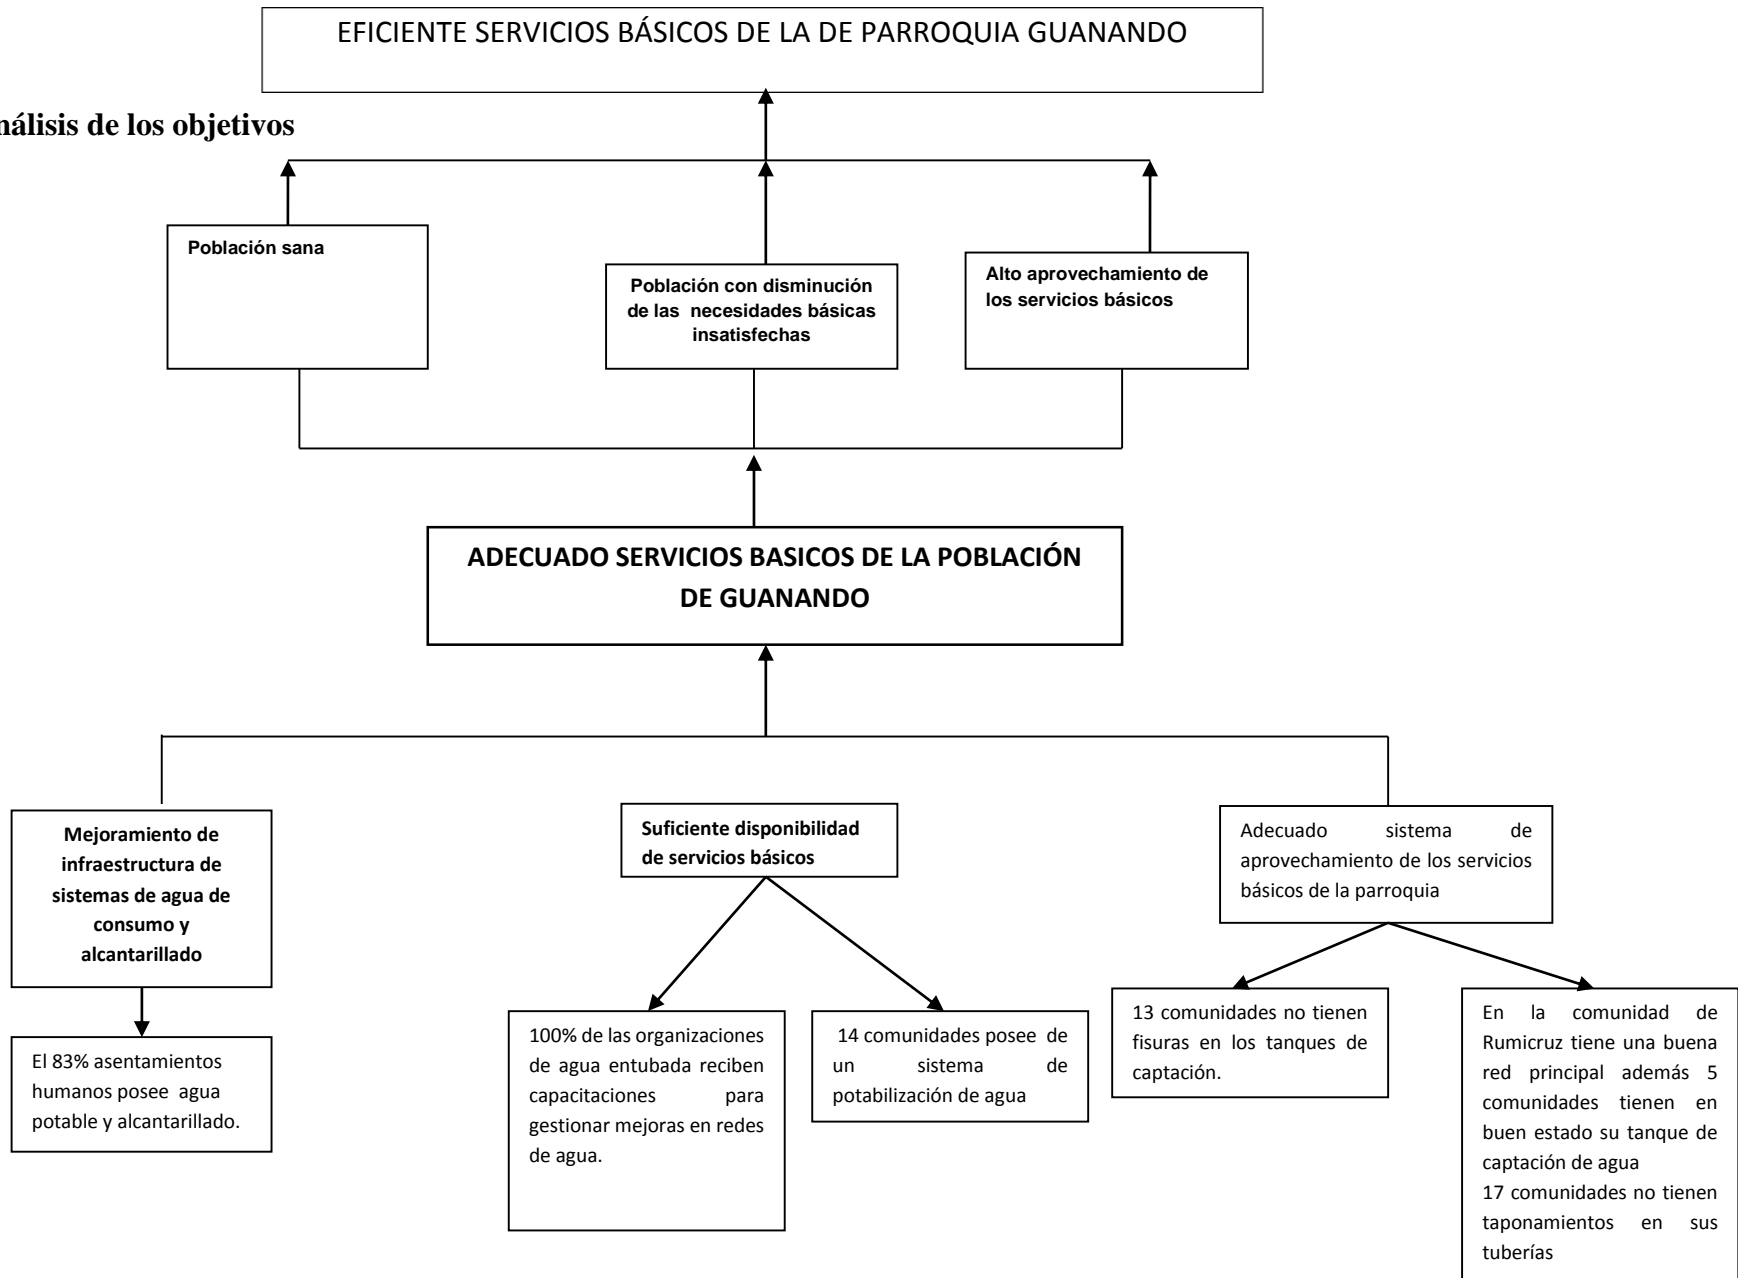 EFICIENTE SERVICIOS BÁSICOS DE LA DE PARROQUIA GUANANDO
nálisis de los objetivos
Población sana
Población con disminución
de las necesidades básicas
insatisfechas
Alto aprovechamiento de
los servicios básicos
ADECUADO SERVICIOS BASICOS DE LA POBLACIÓN
DE GUANANDO
Mejoramiento de
infraestructura de
sistemas de agua de
consumo y
alcantarillado
Suficiente disponibilidad
de servicios básicos
Adecuado sistema de
aprovechamiento de los servicios
básicos de la parroquia
El 83% asentamientos
humanos posee agua
potable y alcantarillado.
100% de las organizaciones
de agua entubada reciben
capacitaciones para
gestionar mejoras en redes
de agua.
14 comunidades posee de
un sistema de
potabilización de agua
13 comunidades no tienen
fisuras en los tanques de
captación.
En la comunidad de
Rumicruz tiene una buena
red principal además 5
comunidades tienen en
buen estado su tanque de
captación de agua
17 comunidades no tienen
taponamientos en sus
tuberías